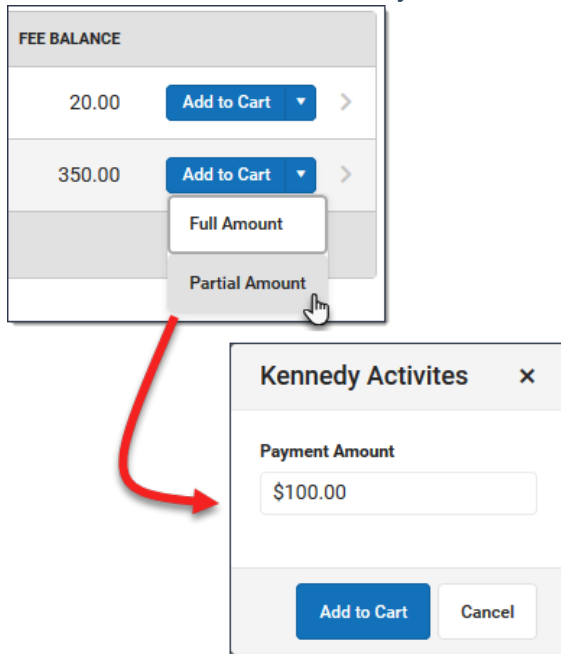 FEE BALANCE
20.00 Add to Cart
350.00 Add to Cart
Full Amount
Partial Amount
Kennedy Activites ×
Payment Amount
$100.00
Add to Cart Cancel